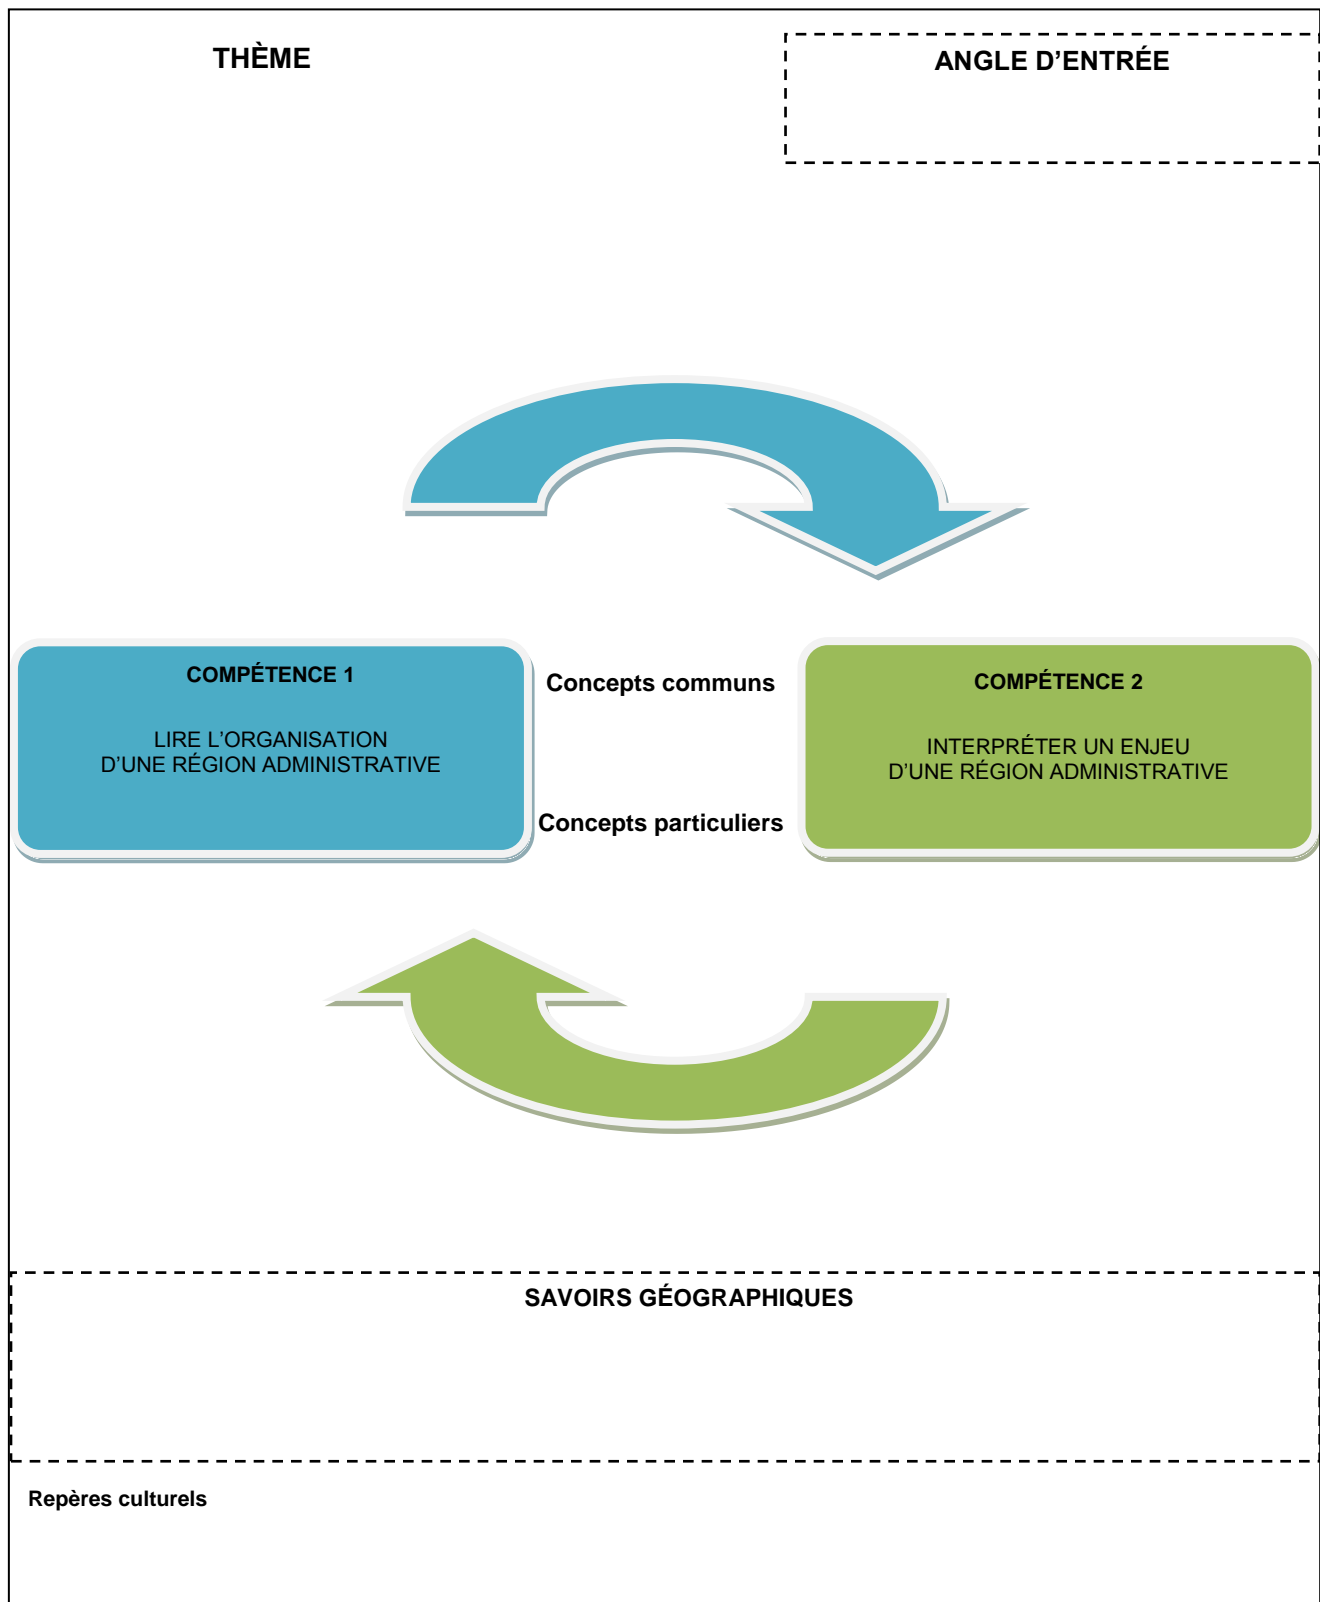 THÈME
ANGLE D’ENTRÉE
COMPÉTENCE 1
LIRE L’ORGANISATION
D’UNE RÉGION ADMINISTRATIVE
Concepts communs
Concepts particuliers
COMPÉTENCE 2
INTERPRÉTER UN ENJEU
D’UNE RÉGION ADMINISTRATIVE
SAVOIRS GÉOGRAPHIQUES
Repères culturels